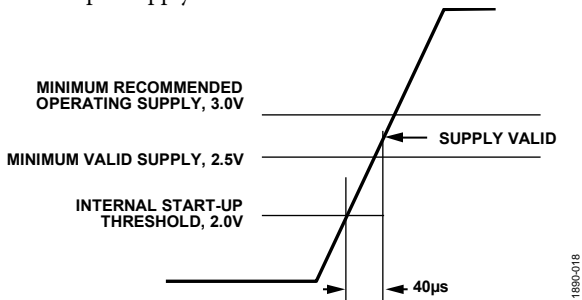 supply
MINIMUM RECOMMENDED
OPERATING SUPPLY, 3.0V
SUPPLY VALID
MINIMUM VALID SUPPLY, 2.5V
INTERNAL START-UP
THRESHOLD, 2.0V
40µs
1890-018